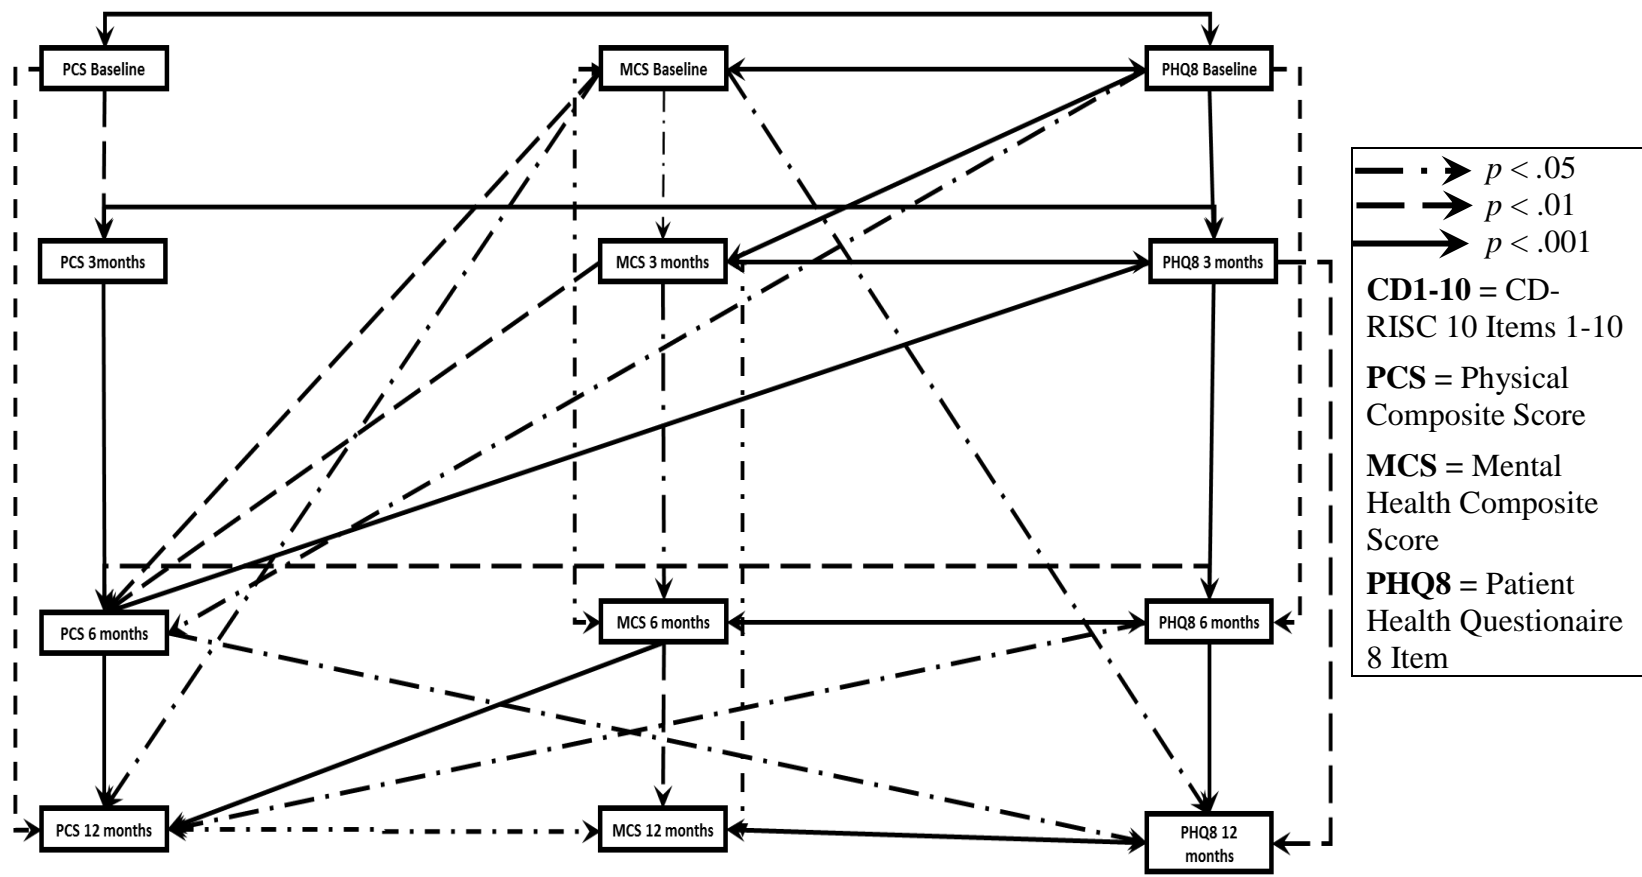 PCS Baseline
MCS Baseline
PHQ8 Baseline
PCS 3months
MCS 3 months
PHQ8 3 months
PCS 6 months
MCS 6 months
PHQ8 6 months
PCS 12 months
MCS 12 months
PHQ8 12
months
p < .05
p < .01
p < .001
CD1-10 = CD-
RISC 10 Items 1-10
PCS = Physical
Composite Score
MCS = Mental
Health Composite
Score
PHQ8 = Patient
Health Questionaire
8 Item